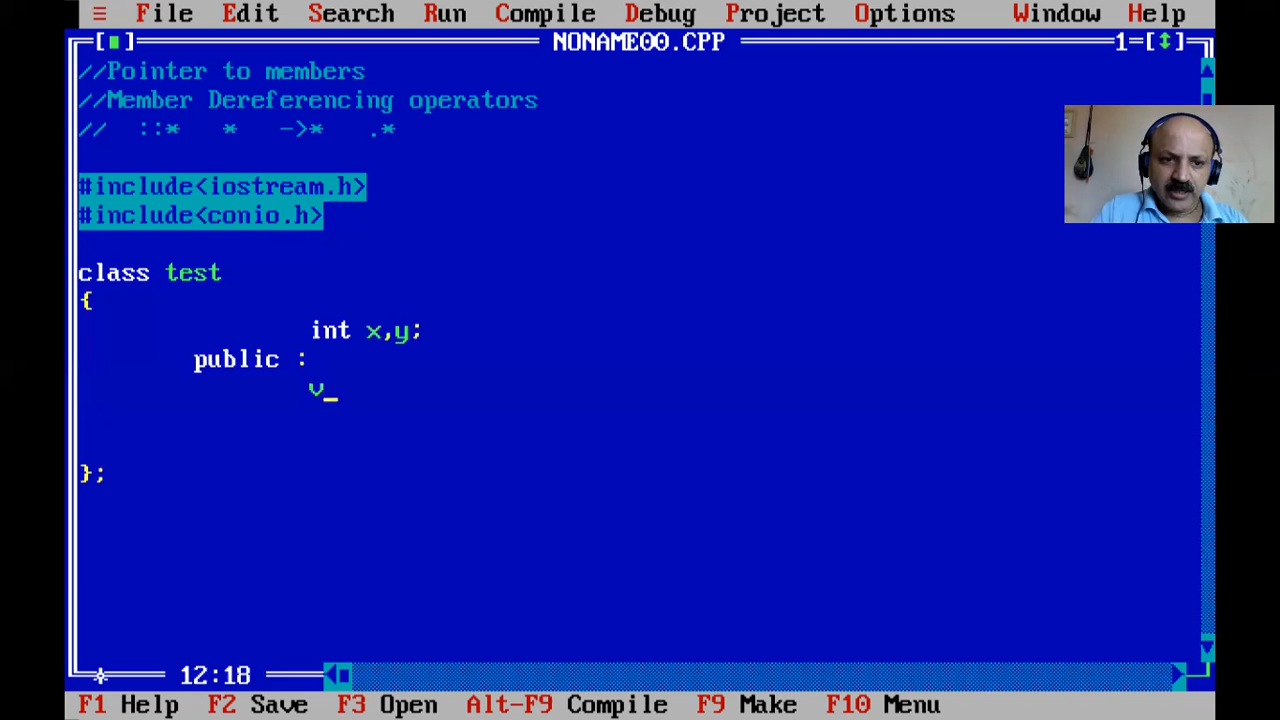 ≡ File Edit Search Run Compile Debug Project Options Window Help
[■] NONAME00.CPP 1=[↕]
//Pointer to members
//Member Dereferencing operators
// ::* * ->* .*
#include<iostream.h>
#include<conio.h>
class test
{
int x,y;
public :
v_
};
12:18
F1 Help F2 Save F3 Open Alt-F9 Compile F9 Make F10 Menu